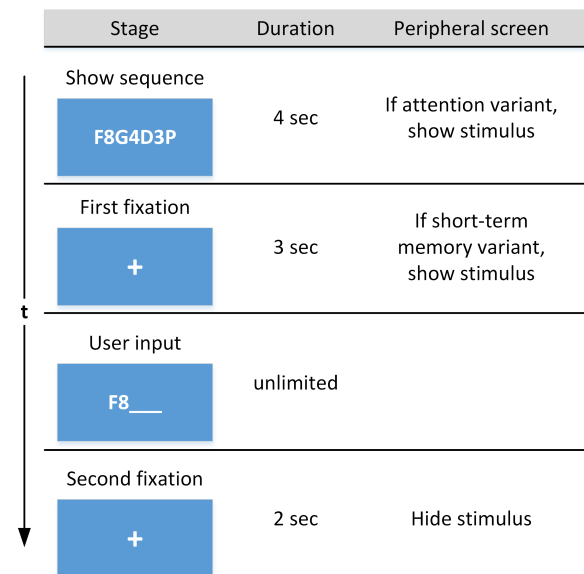 Stage Duration Peripheral screen
Show sequence
F8G4D3P
4 sec
If attention variant,
show stimulus
First fixation
+
3 sec
If short-term
memory variant,
show stimulus
t
User input
F8___
unlimited
Second fixation
+
2 sec
Hide stimulus